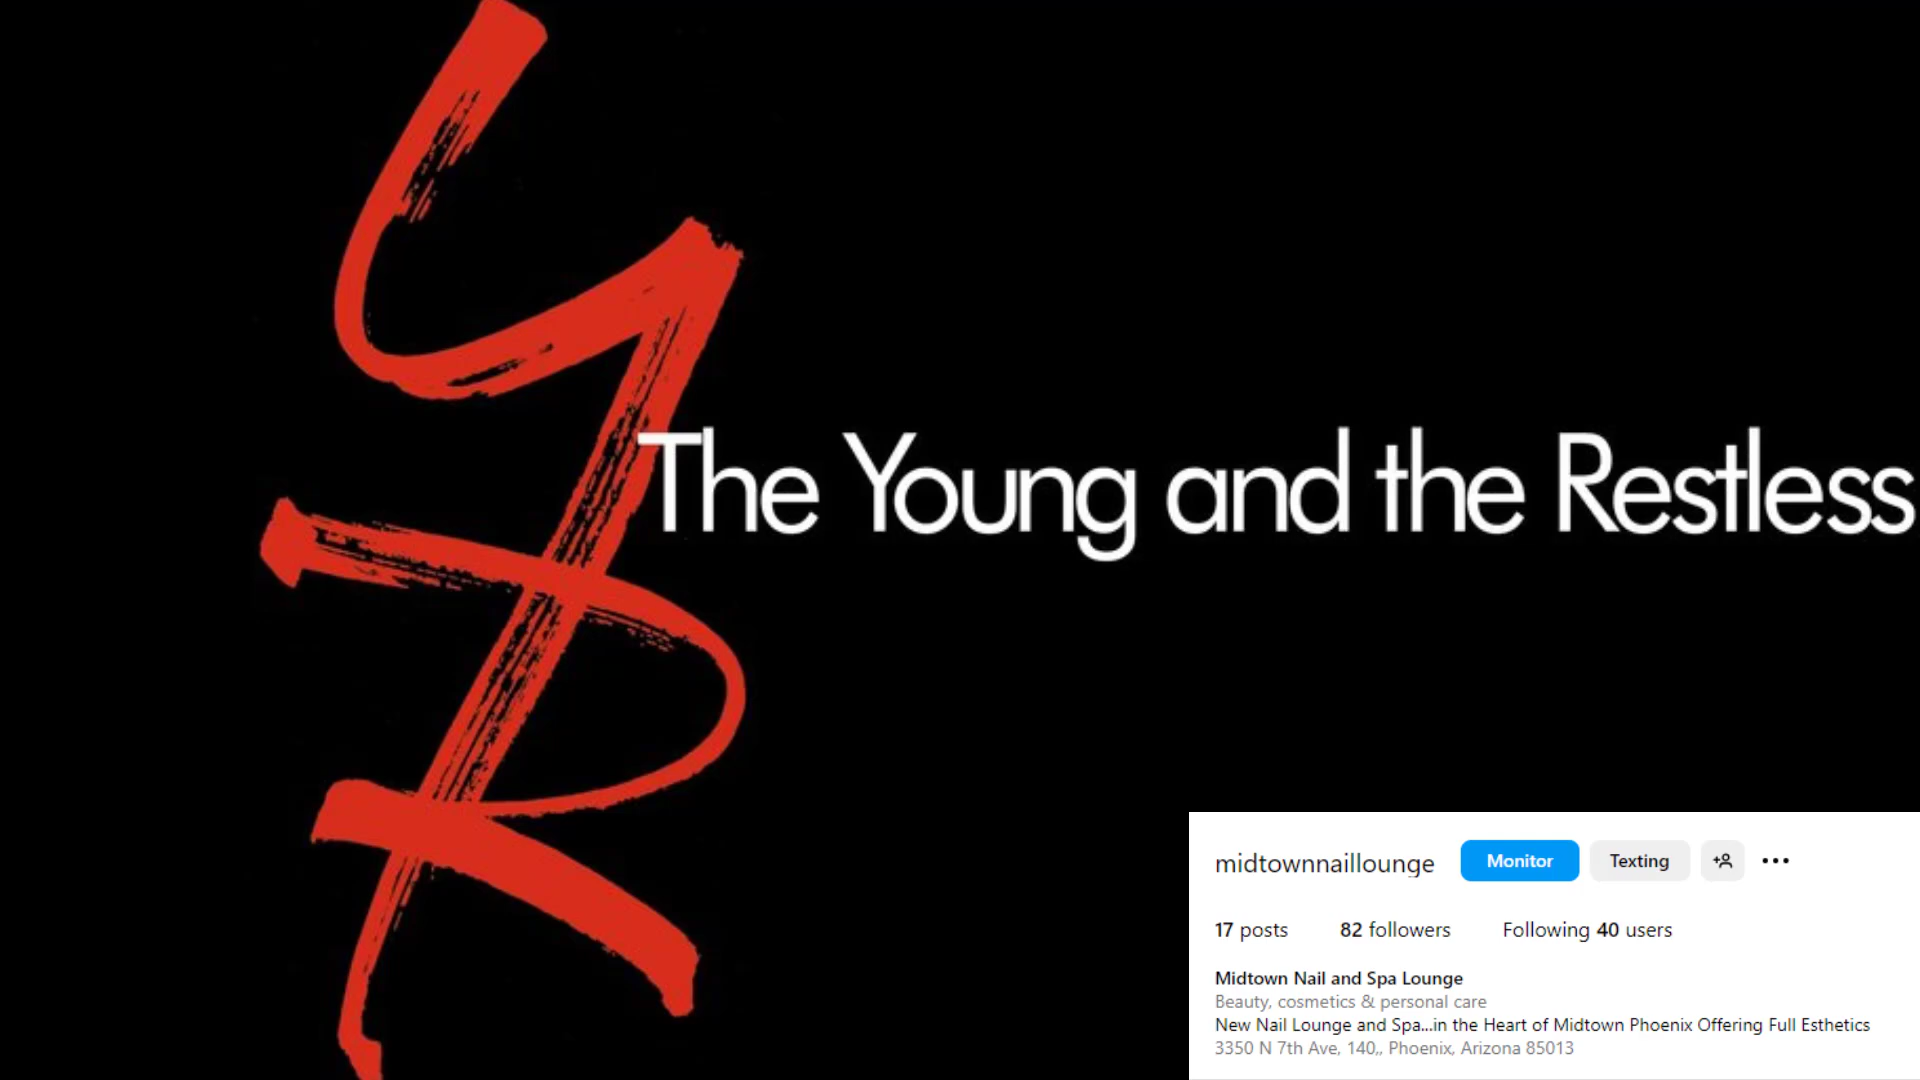 YR
The Young and the Restless
midtownnaillounge Monitor Texting
17 posts 82 followers Following 40 users
Midtown Nail and Spa Lounge
Beauty, cosmetics & personal care
New Nail Lounge and Spa...in the Heart of Midtown Phoenix Offering Full Esthetics
3350 N 7th Ave, 140,, Phoenix, Arizona 85013